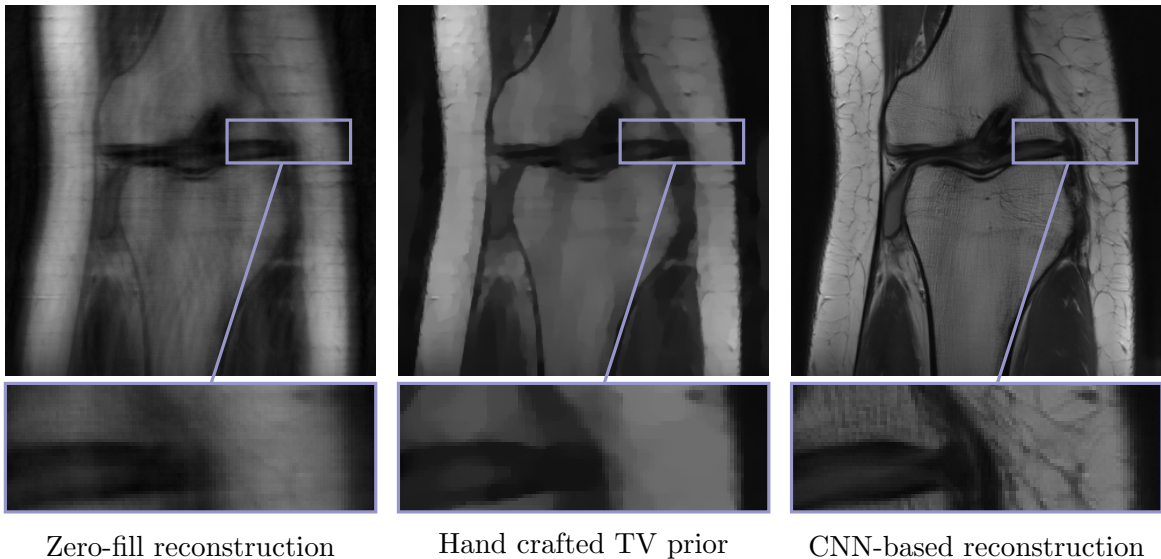 Zero-fill reconstruction
Hand crafted TV prior
CNN-based reconstruction